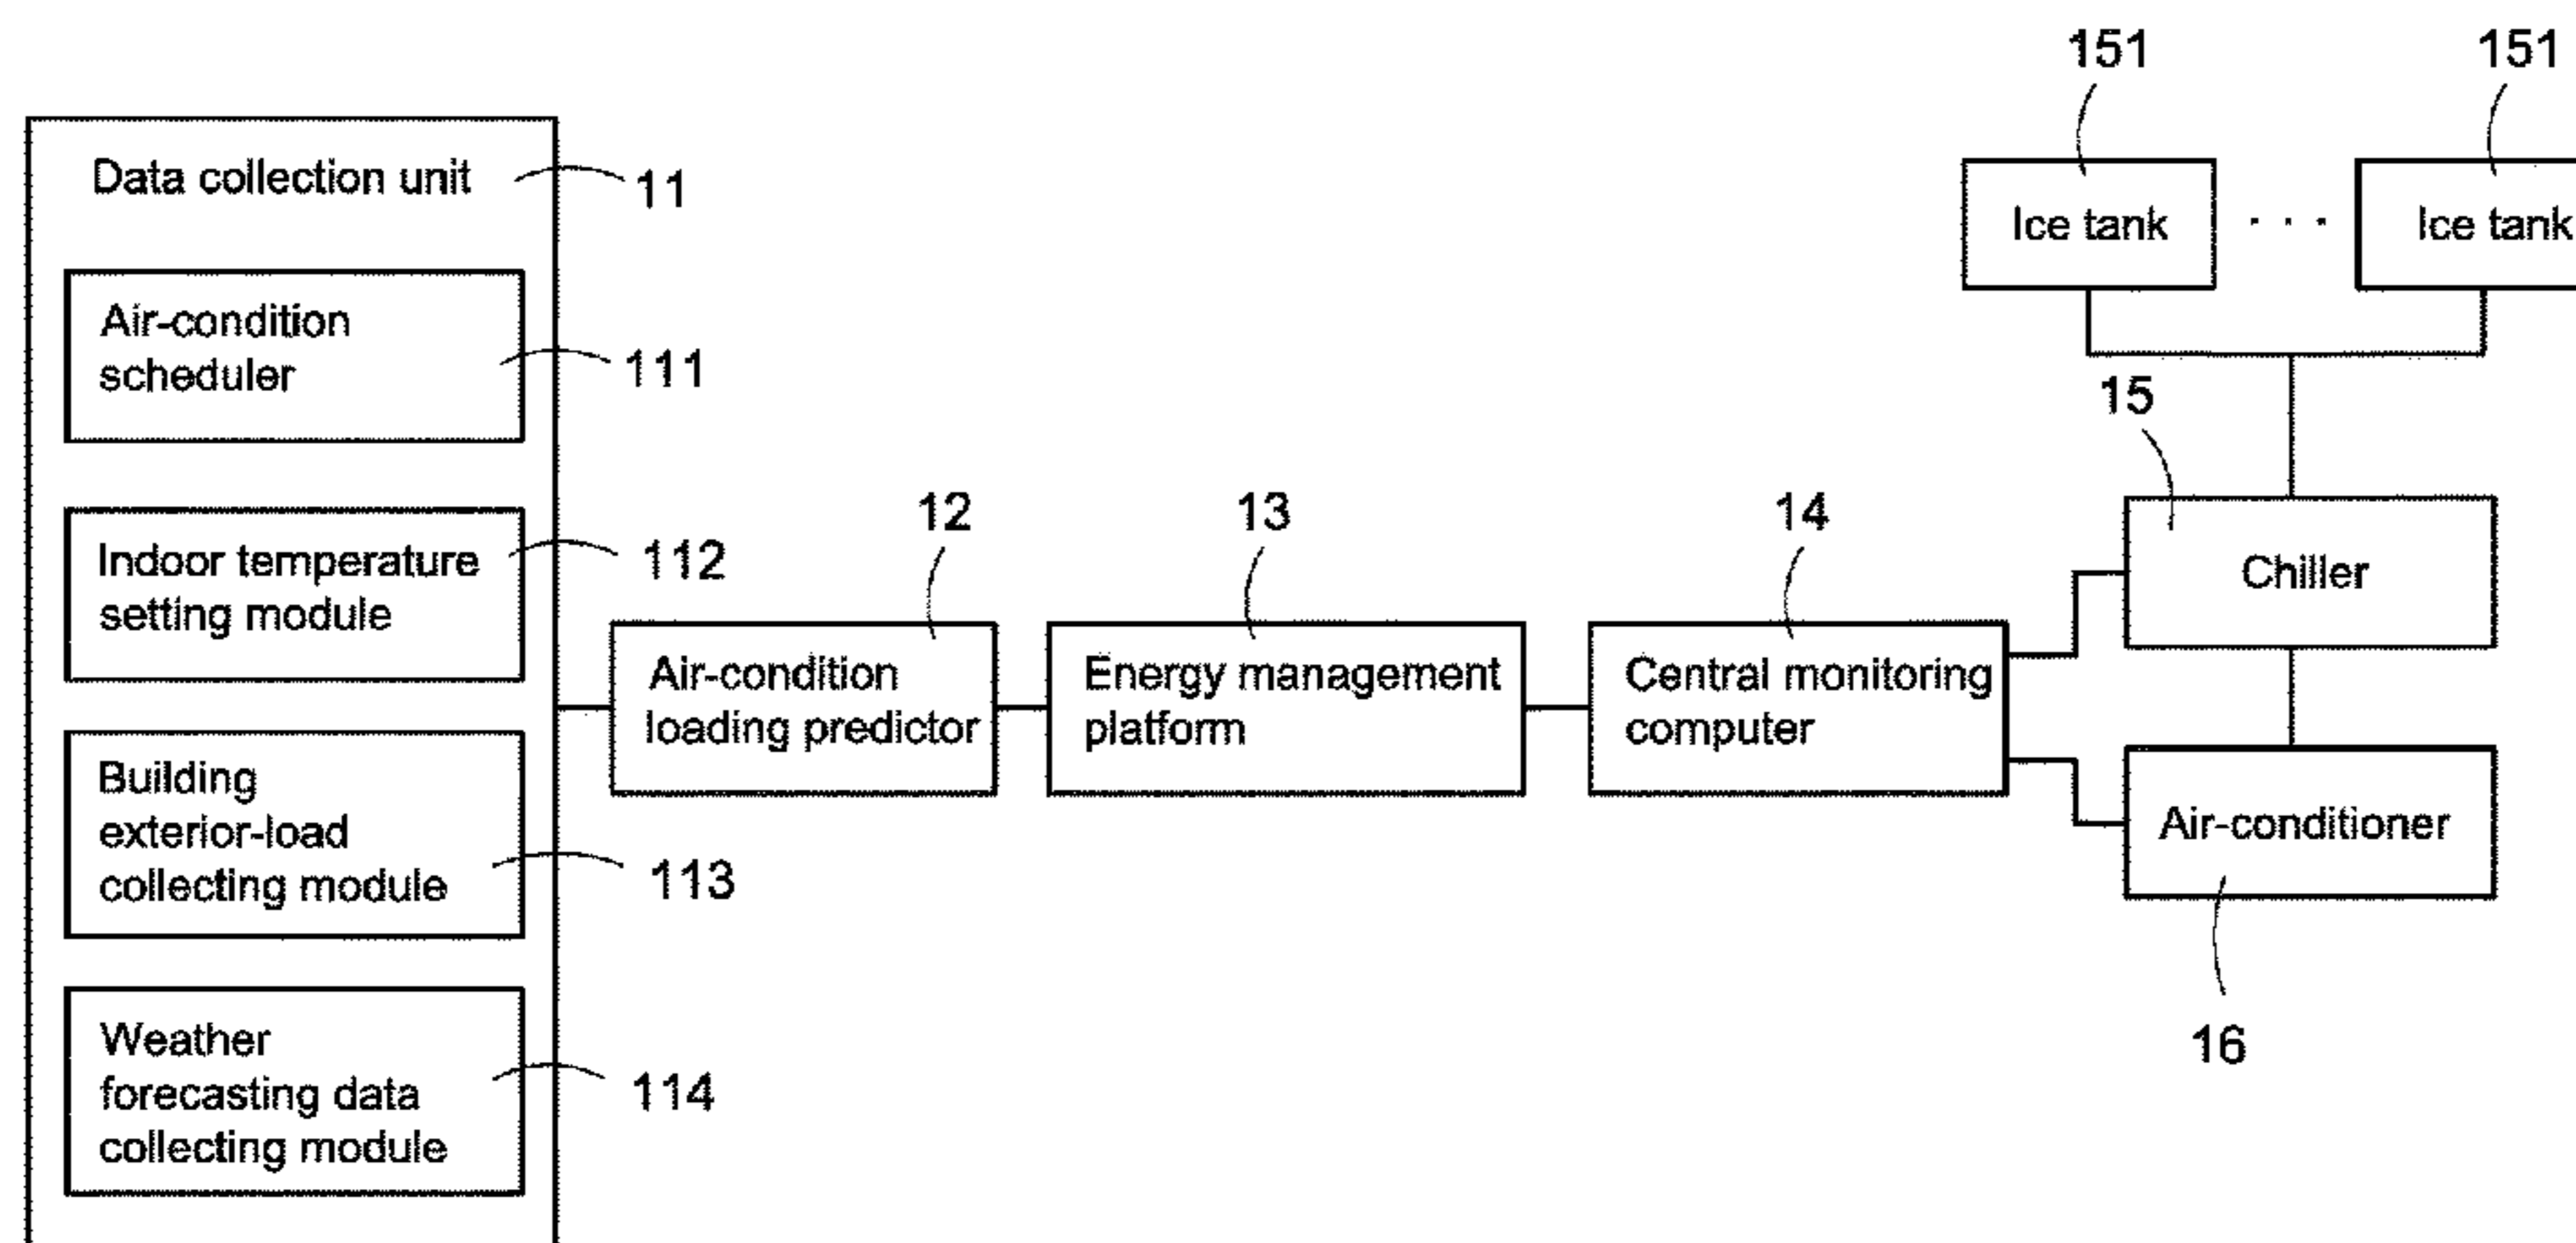 Data collection unit
11
Air-condition
scheduler
111
Indoor temperature
setting module
112
Building
exterior-load
collecting module
113
Weather
forecasting data
collecting module
114
12
Air-condition
loading predictor
13
Energy management
platform
14
Central monitoring
computer
151
151
Ice tank
· · ·
Ice tank
15
Chiller
Air-conditioner
16